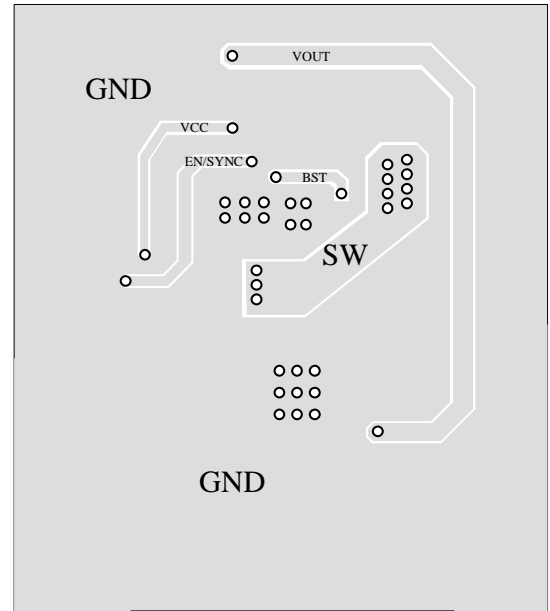 VOUT
GND
VCC
EN/SYNC
BST
SW
GND